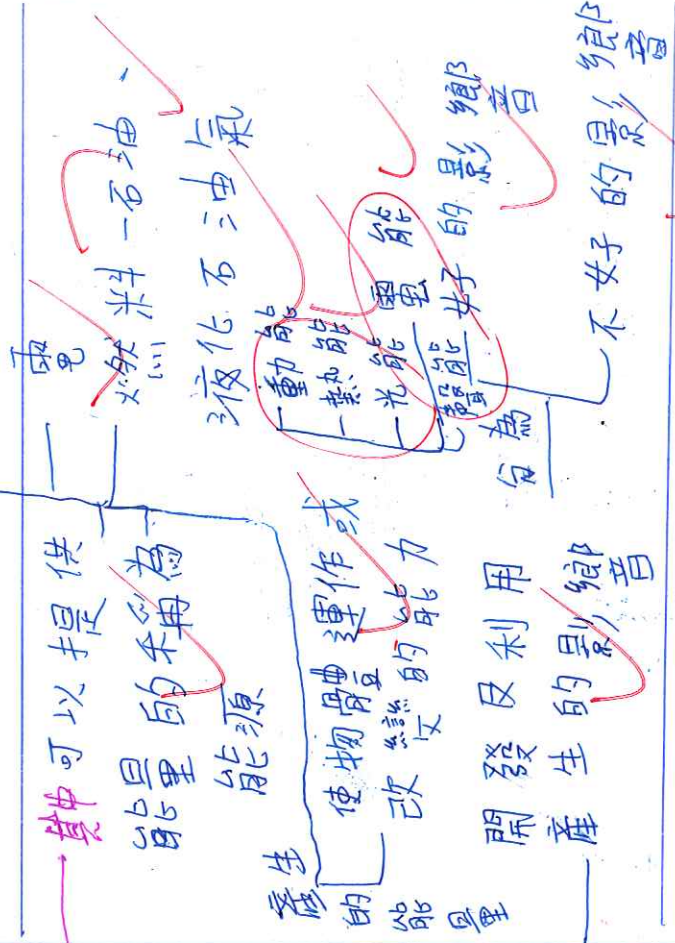 可以提供
能量的稱為
能源
電
燃料—石油、
液化石油氣
產生
的能量
使物體運作或
改變的能力
動能
熱能
光能
電能
聲能
開發及利用
產生的影響
分為
好的影響
不好的影響